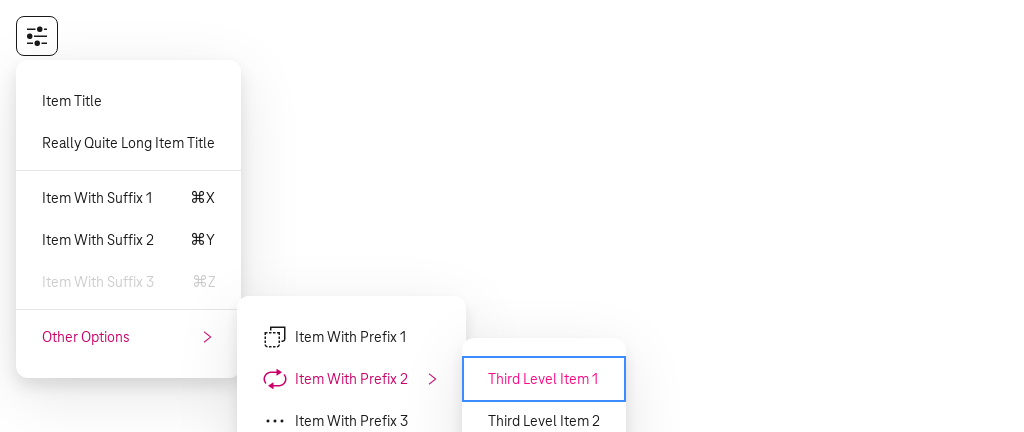 Item Title
Really Quite Long Item Title
Item With Suffix 1 ⌘X
Item With Suffix 2 ⌘Y
Item With Suffix 3 ⌘Z
Other Options
Item With Prefix 1
Item With Prefix 2
Item With Prefix 3
Third Level Item 1
Third Level Item 2